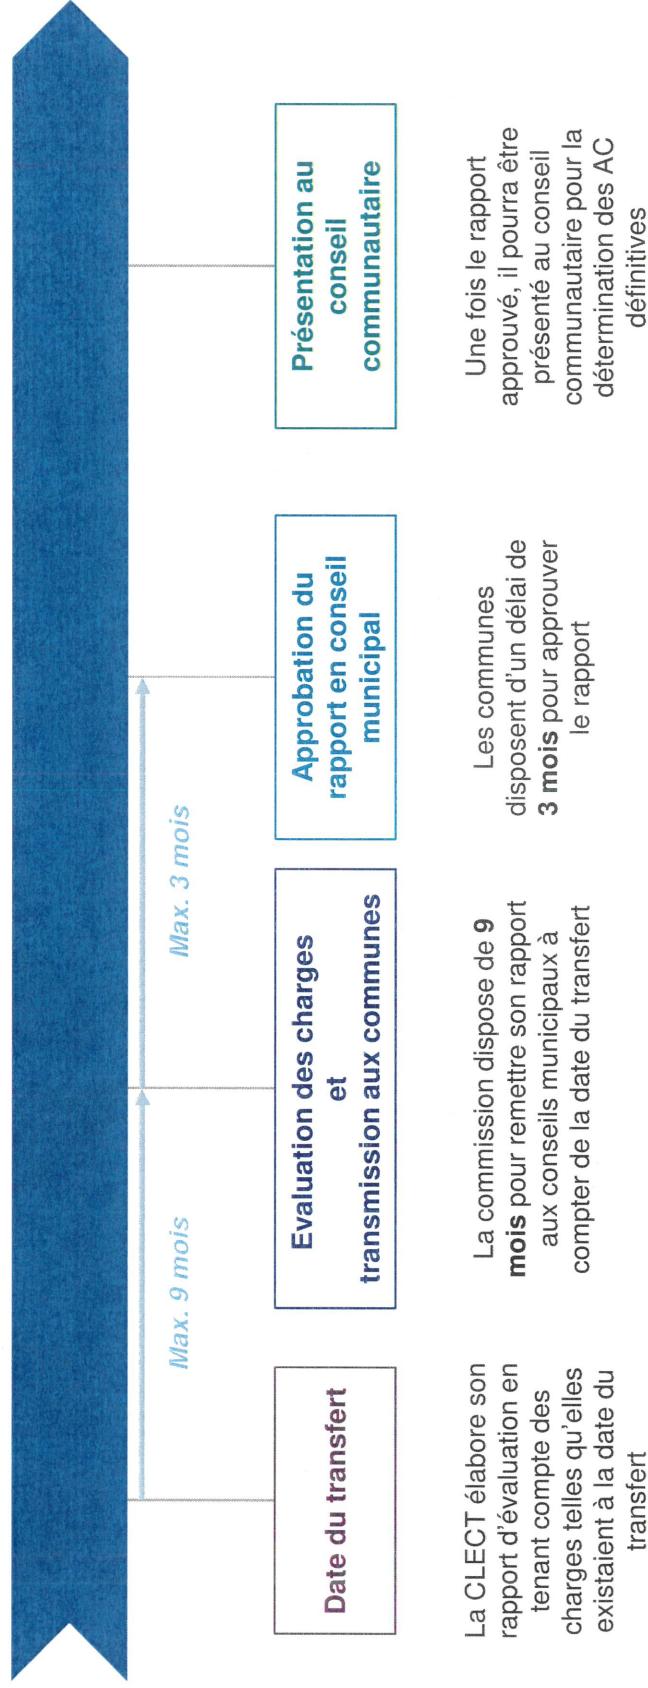 Max. 9 mois
Max. 3 mois
Date du transfert
La CLECT élabore son
rapport d'évaluation en
tenant compte des
charges telles qu'elles
existaient à la date du
transfert
Evaluation des charges
et
transmission aux communes
La commission dispose de 9
mois pour remettre son rapport
aux conseils municipaux à
compter de la date du transfert
Approbation du
rapport en conseil
municipal
Les communes
disposent d'un délai de
3 mois pour approuver
le rapport
Présentation au
conseil
communautaire
Une fois le rapport
approuvé, il pourra être
présenté au conseil
communautaire pour la
détermination des AC
définitives